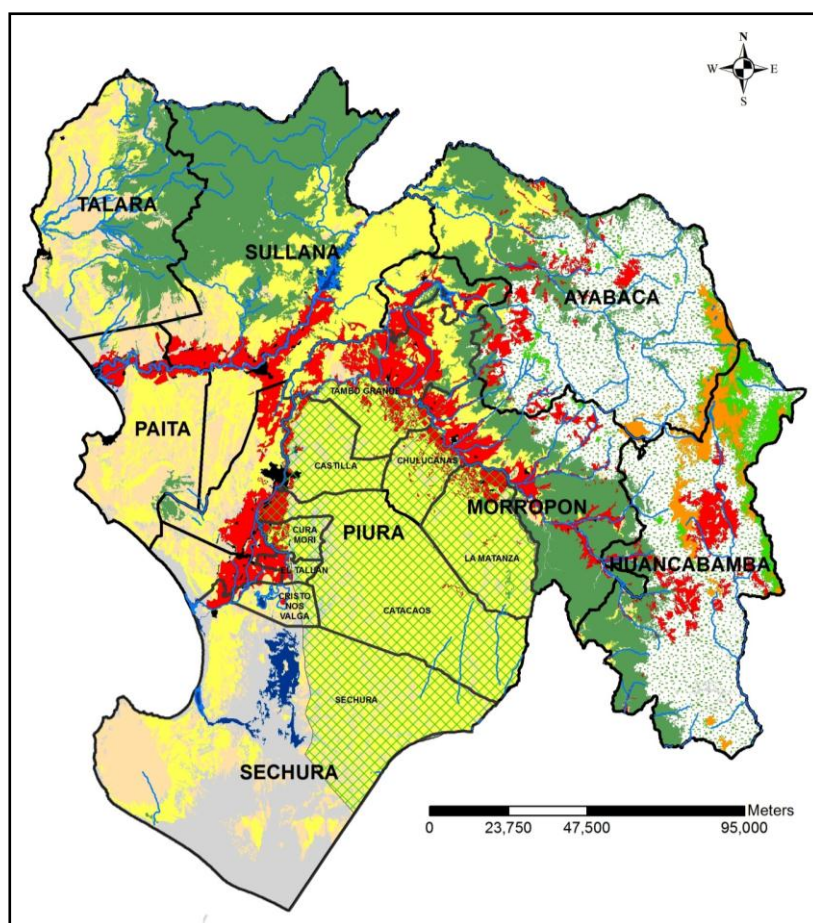 N
W E
S
TALARA
SULLANA
AYABACA
TAMBO GRANDE
PAITA
CASTILLA
CHULUCANAS
MORROPON
CURA
MORI
PIURA
HUANCABAMBA
LA MATANZA
EL TALLAN
CRISTO
NOS
VALGA
CATACAOS
SECHURA
SECHURA
Meters
0 23,750 47,500 95,000